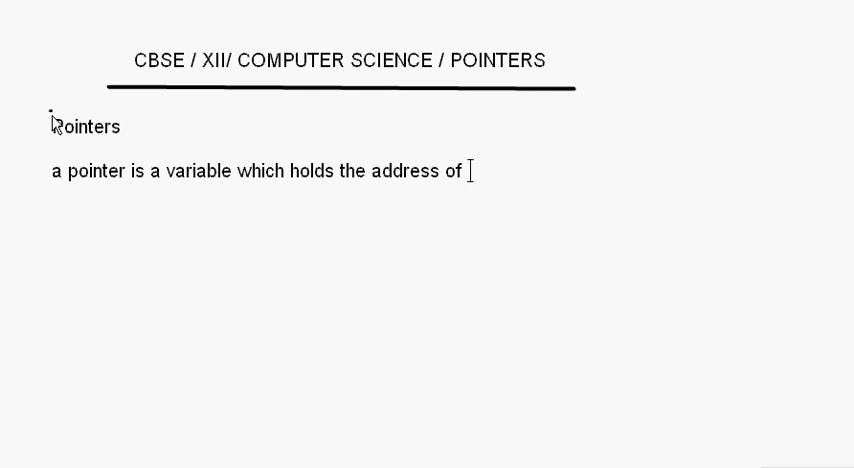 CBSE / XII/ COMPUTER SCIENCE / POINTERS
Pointers
a pointer is a variable which holds the address of